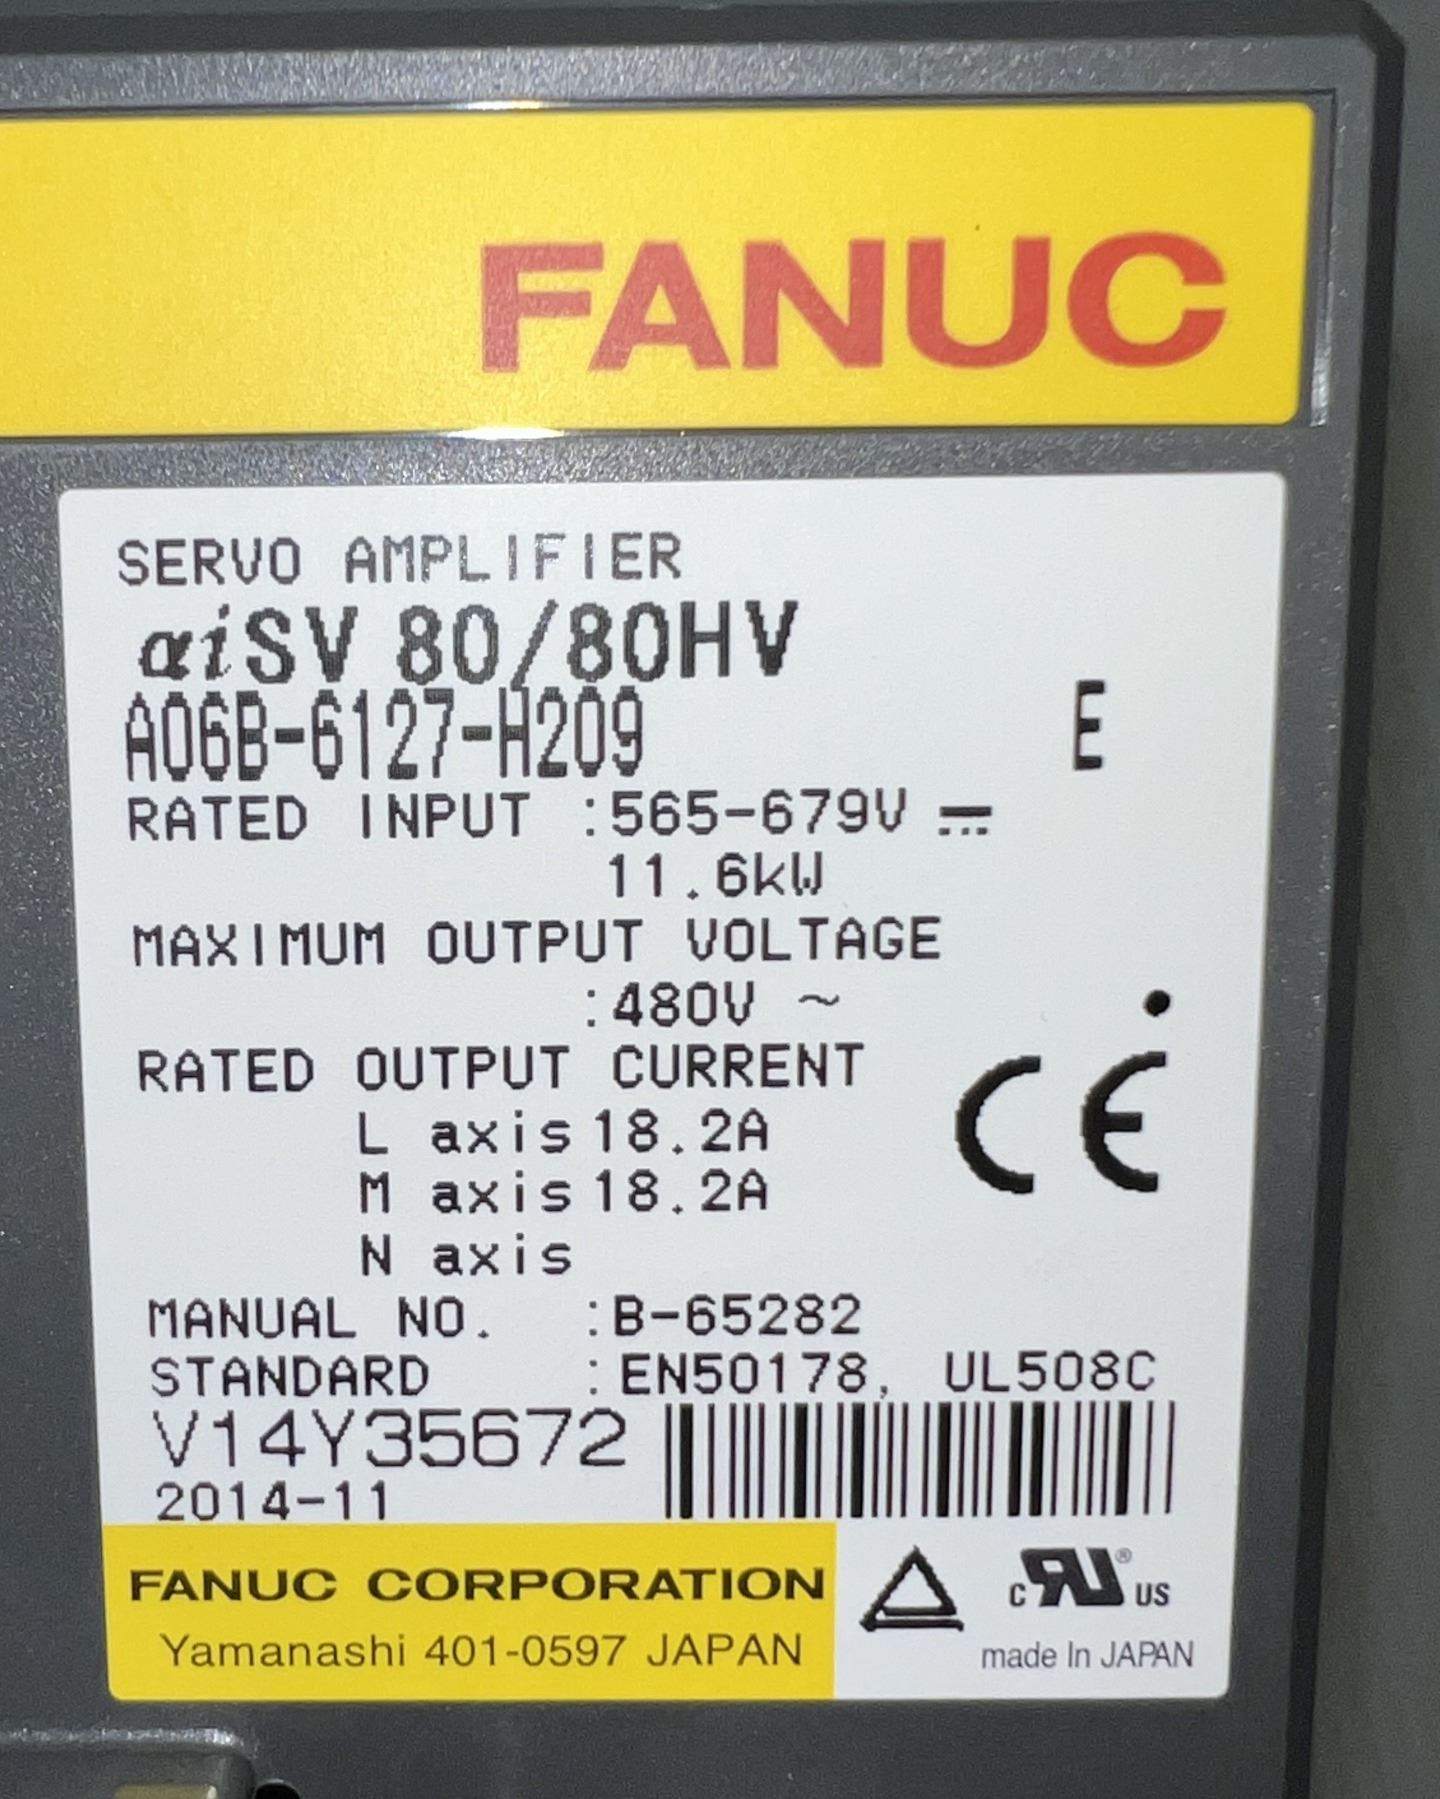 FANUC
SERVO AMPLIFIER
αiSV 80/80HV
A06B-6127-H209
E
RATED INPUT :565-679V ⎓
11.6kW
MAXIMUM OUTPUT VOLTAGE
:480V ~
RATED OUTPUT CURRENT
L axis 18.2A
M axis 18.2A
N axis
CE
MANUAL NO. :B-65282
STANDARD :EN50178, UL508C
V14Y35672
2014-11
FANUC CORPORATION
Yamanashi 401-0597 JAPAN
c RU ® US
made In JAPAN